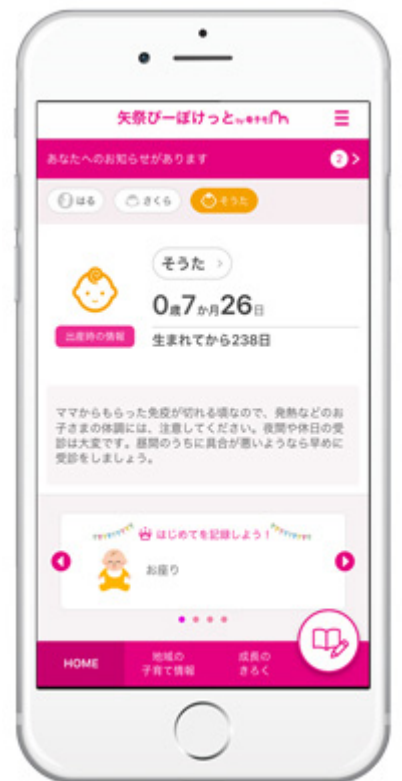 矢祭びーぽけっと by 母子モ
あなたへのお知らせがあります 2
はる さくら そうた
そうた
0歳7か月26日
出産時の情報
生まれてから238日
ママからもらった免疫が切れる頃なので、発熱などのお
子さまの体調には、注意してください。夜間や休日の受
診は大変です。昼間のうちに具合が悪いようなら早めに
受診をしましょう。
はじめてを記録しよう!
お座り
HOME
地域の
子育て情報
成長の
きろく